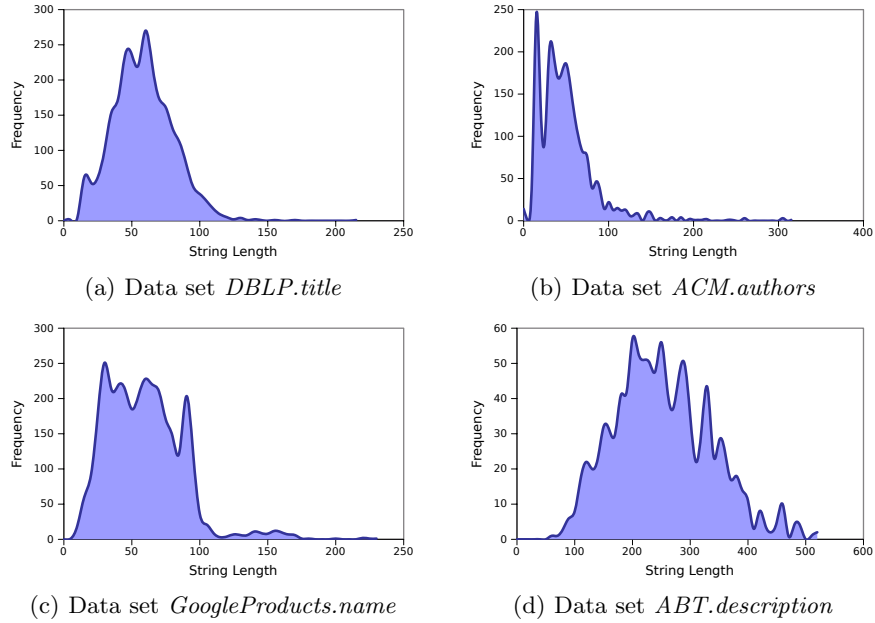 300
250
200
150
100
50
0
Frequency
0 50 100 150 200 250
String Length
(a) Data set DBLP.title
250
200
150
100
50
0
Frequency
0 100 200 300 400
String Length
(b) Data set ACM.authors
300
250
200
150
100
50
0
Frequency
0 50 100 150 200 250
String Length
(c) Data set GoogleProducts.name
60
50
40
30
20
10
0
Frequency
0 100 200 300 400 500 600
String Length
(d) Data set ABT.description